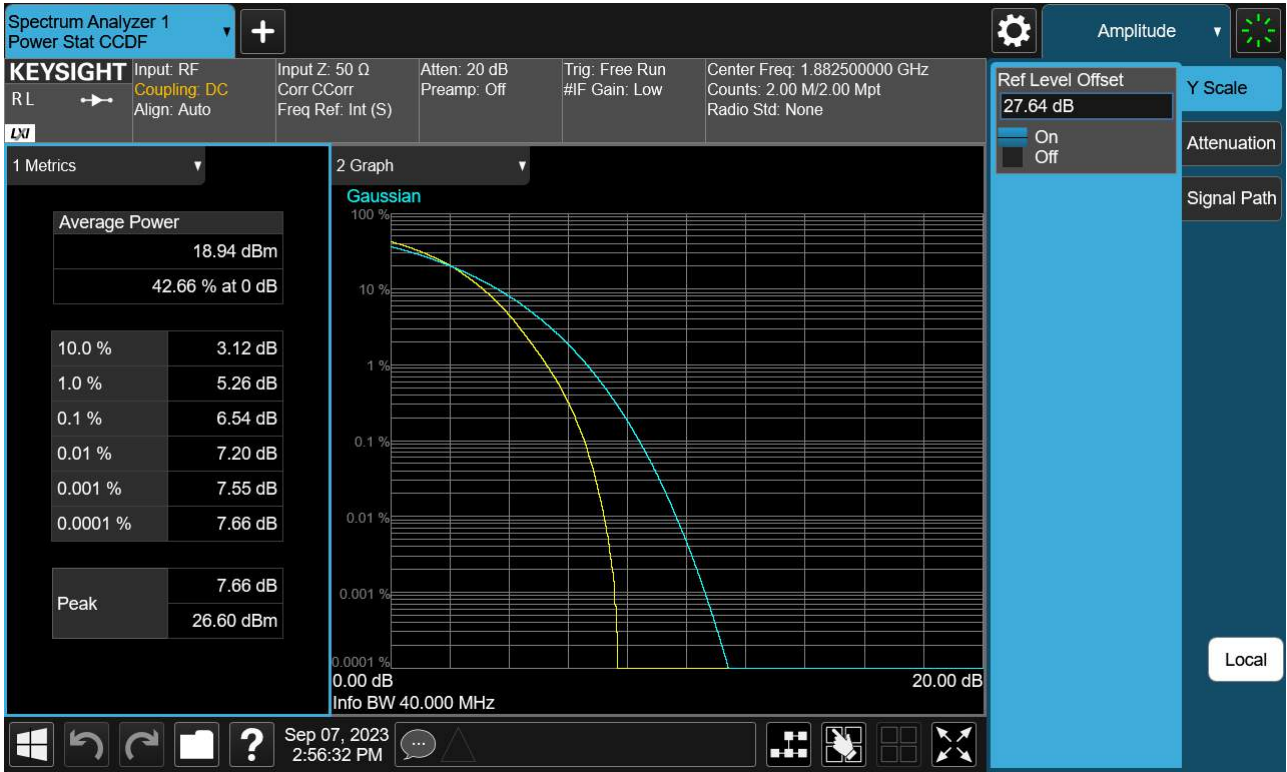 Spectrum Analyzer 1
Power Stat CCDF
Amplitude
KEYSIGHT
R L
LXI
Input: RF
Coupling: DC
Align: Auto
Input Z: 50 Ω
Corr CCorr
Freq Ref: Int (S)
Atten: 20 dB
Preamp: Off
Trig: Free Run
#IF Gain: Low
Center Freq: 1.882500000 GHz
Counts: 2.00 M/2.00 Mpt
Radio Std: None
Ref Level Offset
27.64 dB
On
Off
Y Scale
Attenuation
Signal Path
Local
1 Metrics
Average Power
18.94 dBm
42.66 % at 0 dB
10.0 % 3.12 dB
1.0 % 5.26 dB
0.1 % 6.54 dB
0.01 % 7.20 dB
0.001 % 7.55 dB
0.0001 % 7.66 dB
Peak
7.66 dB
26.60 dBm
2 Graph
Gaussian
100 %
10 %
1 %
0.1 %
0.01 %
0.001 %
0.0001 %
0.00 dB 20.00 dB
Info BW 40.000 MHz
Sep 07, 2023
2:56:32 PM